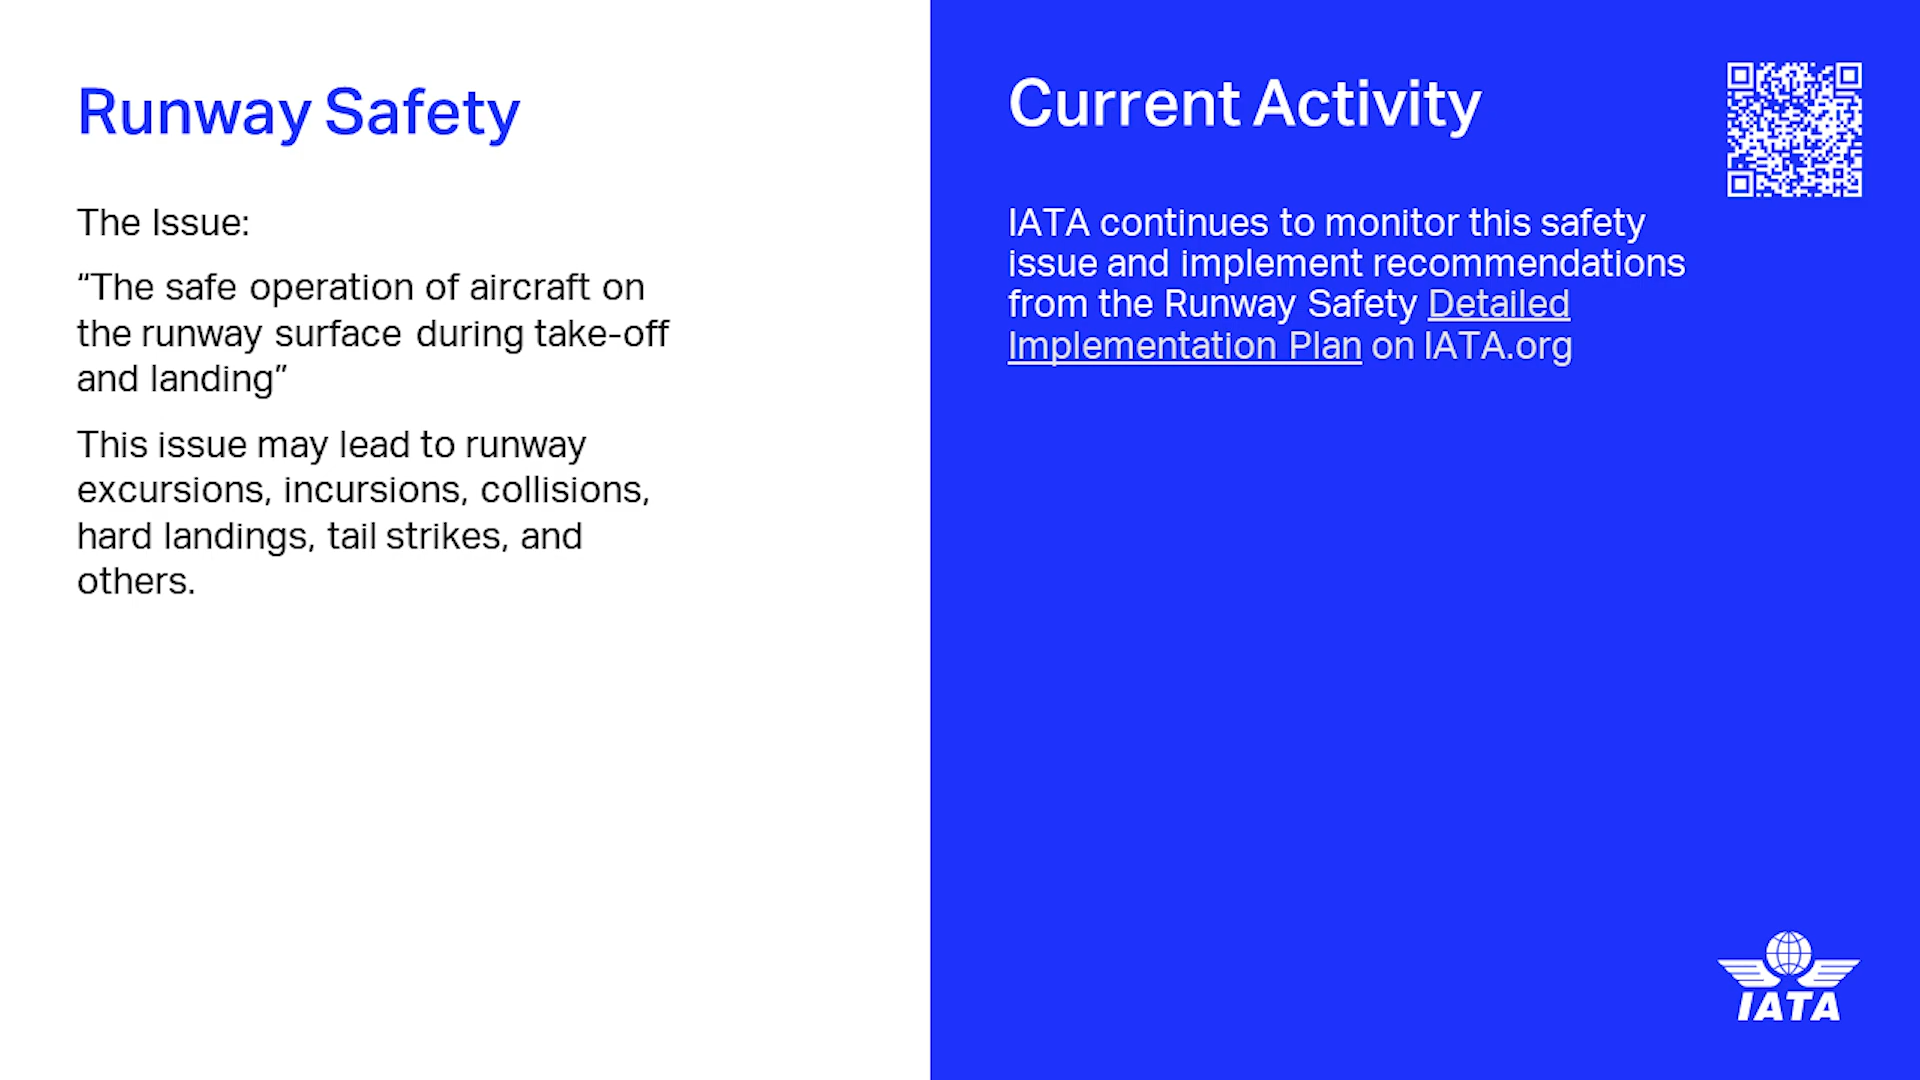 Runway Safety
The Issue:
“The safe operation of aircraft on
the runway surface during take-off
and landing”
This issue may lead to runway
excursions, incursions, collisions,
hard landings, tail strikes, and
others.
Current Activity
IATA continues to monitor this safety
issue and implement recommendations
from the Runway Safety Detailed
Implementation Plan on IATA.org
IATA